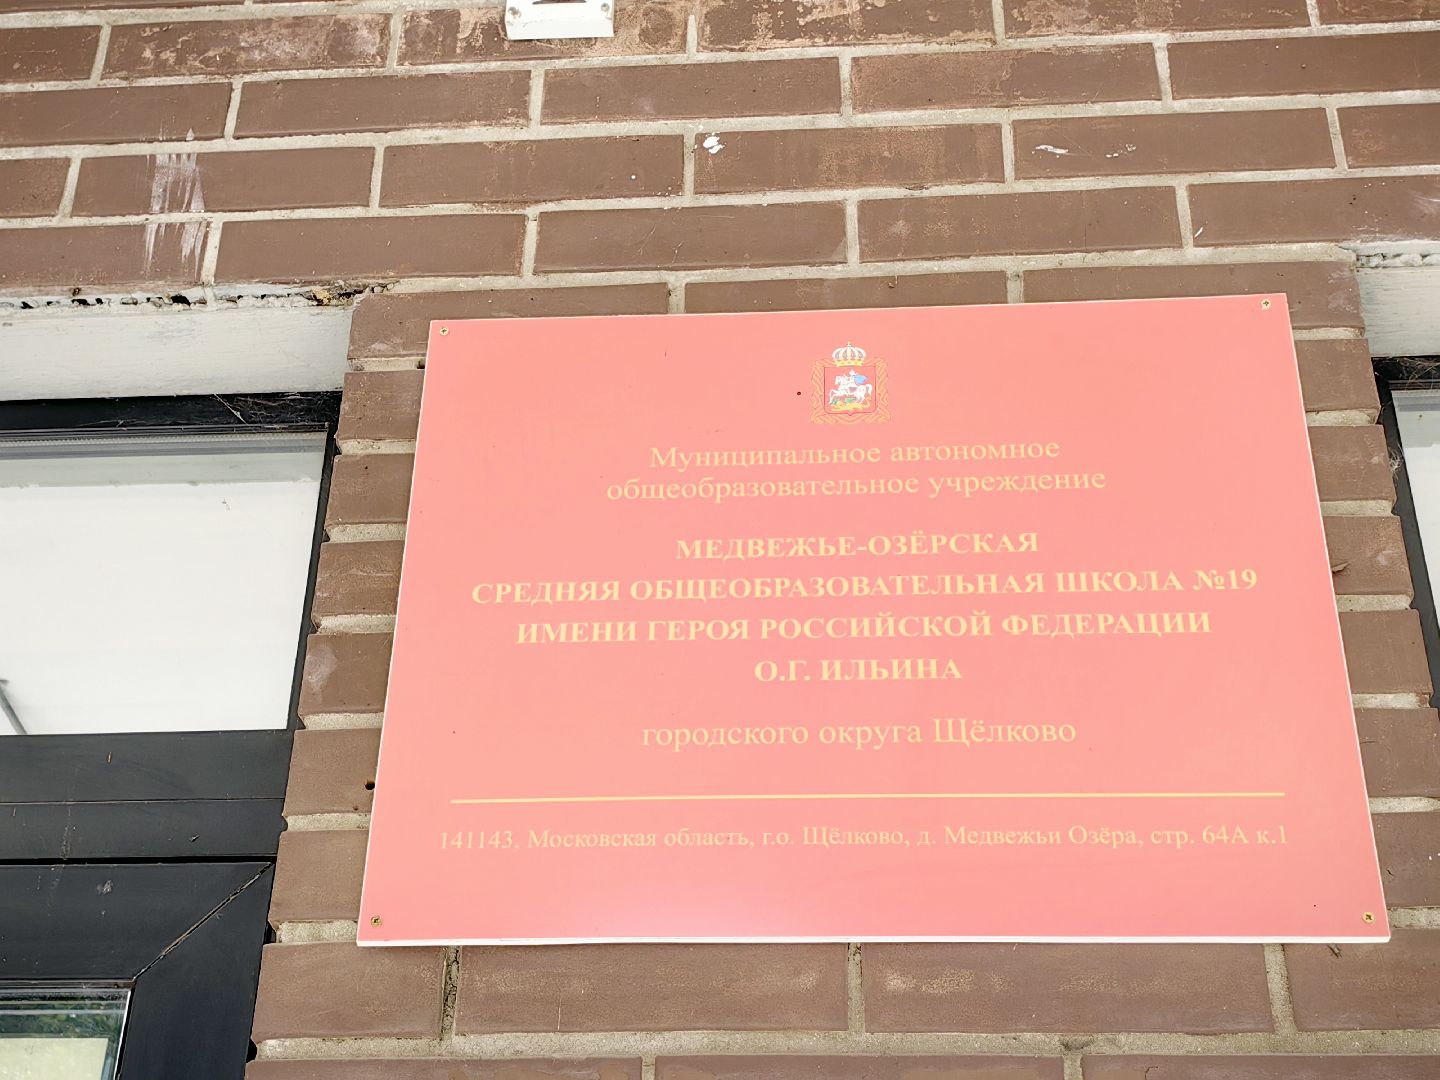 Муниципальное автономное
общеобразовательное учреждение
МЕДВЕЖЬЕ-ОЗЁРСКАЯ
СРЕДНЯЯ ОБЩЕОБРАЗОВАТЕЛЬНАЯ ШКОЛА №19
ИМЕНИ ГЕРОЯ РОССИЙСКОЙ ФЕДЕРАЦИИ
О.Г. ИЛЬИНА
городского округа Щёлково
141143, Московская область, г.о. Щёлково, д. Медвежьи Озёра, стр. 64А к.1